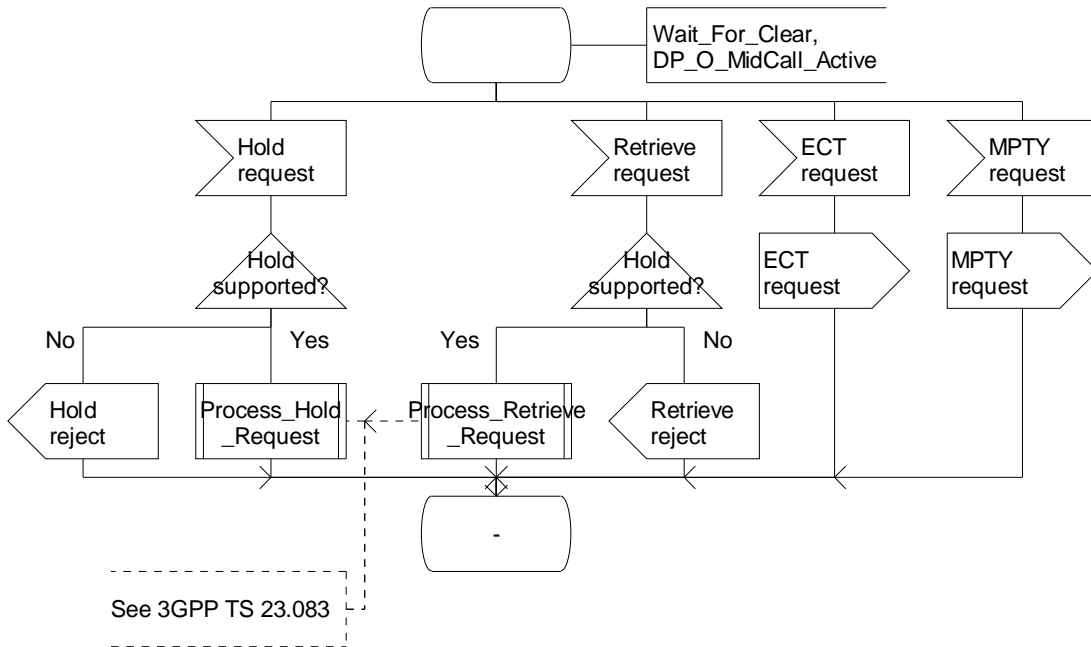 Wait_For_Clear,
DP_O_MidCall_Active
Hold
request
Retrieve
request
ECT
request
MPTY
request
Hold
supported?
Hold
supported?
ECT
request
MPTY
request
No
Yes
Yes
No
Hold
reject
Process_Hold
_Request
Process_Retrieve
_Request
Retrieve
reject
-
See 3GPP TS 23.083